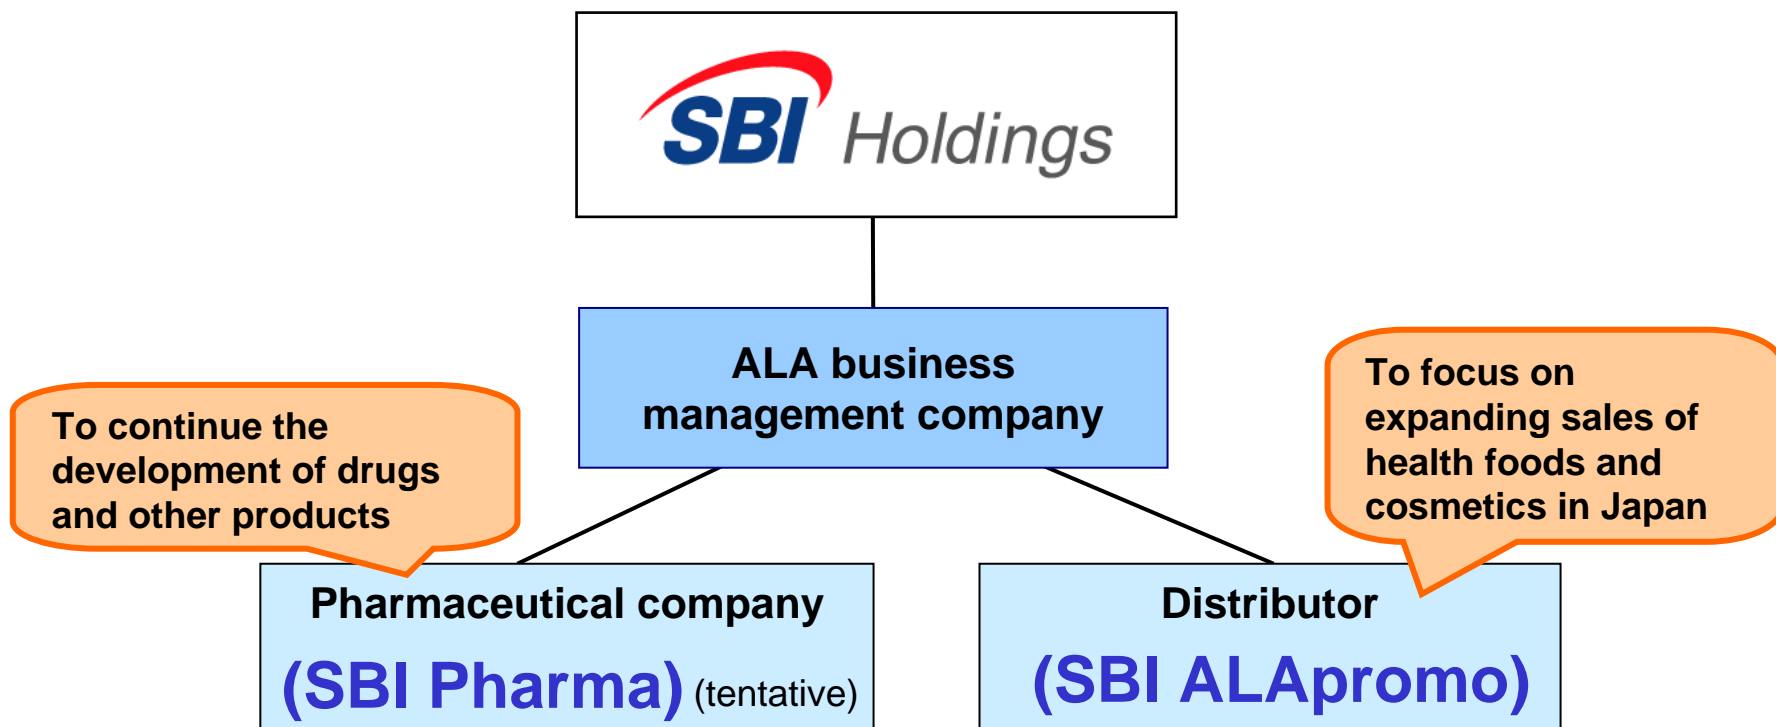 SBI Holdings
ALA business
management company
To continue the
development of drugs
and other products
To focus on
expanding sales of
health foods and
cosmetics in Japan
Pharmaceutical company
(SBI Pharma) (tentative)
Distributor
(SBI ALApromo)